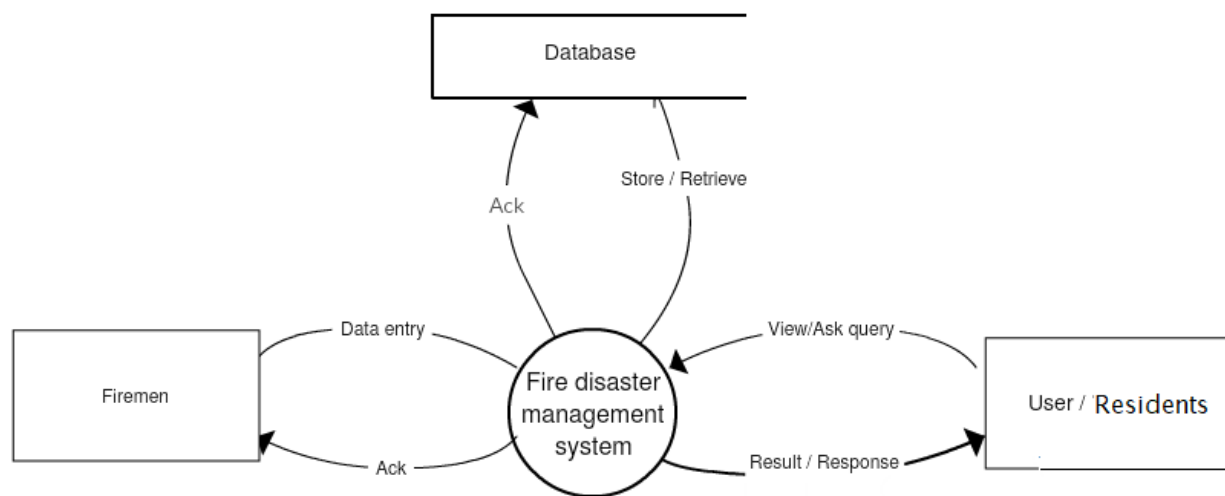 Database
Store / Retrieve
Ack
Data entry
View/Ask query
Firemen
Fire disaster
management
system
User / Residents
Ack
Result / Response